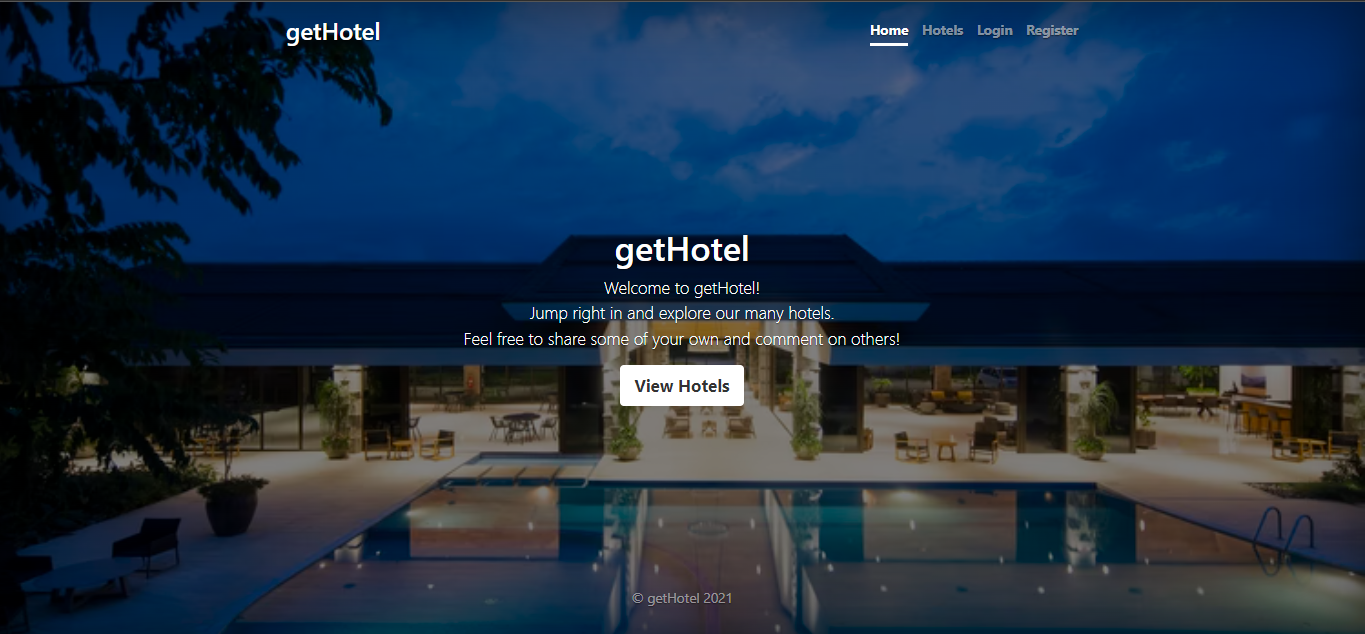 getHotel
Home Hotels Login Register
getHotel
Welcome to getHotel!
Jump right in and explore our many hotels.
Feel free to share some of your own and comment on others!
View Hotels
© getHotel 2021